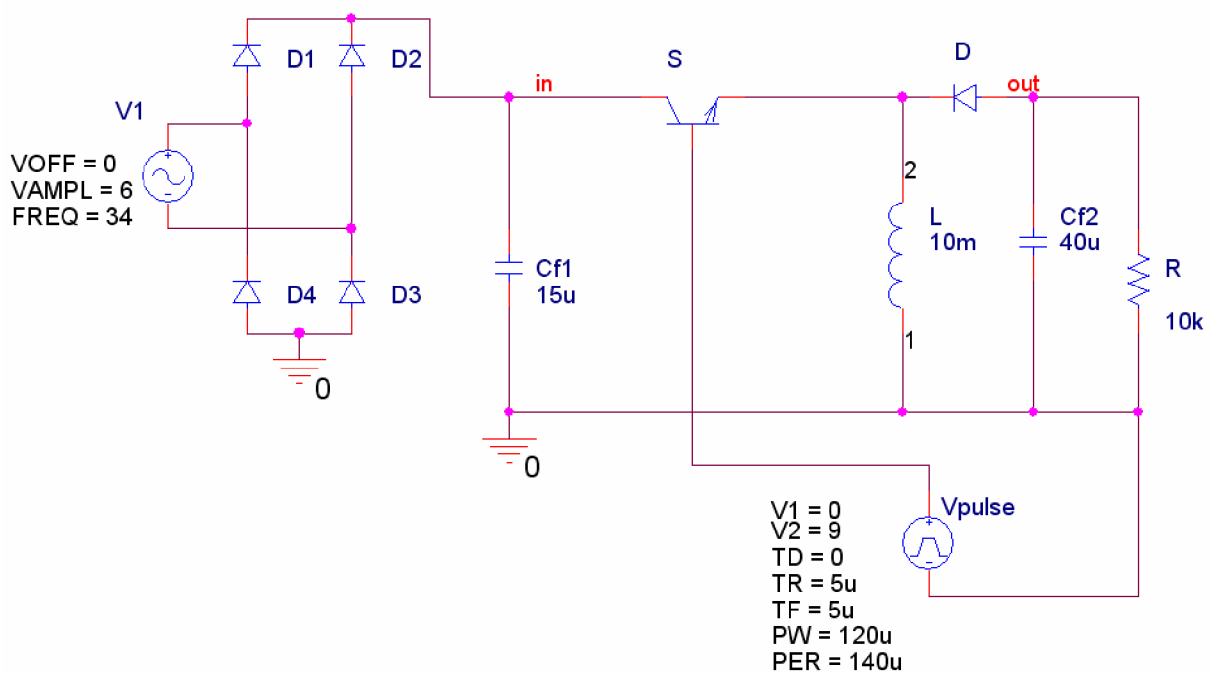 D1
D2
V1
VOFF = 0
VAMPL = 6
FREQ = 34
D4
D3
0
in
S
D
out
Cf1
15u
2
L
10m
1
Cf2
40u
R
10k
0
Vpulse
V1 = 0
V2 = 9
TD = 0
TR = 5u
TF = 5u
PW = 120u
PER = 140u